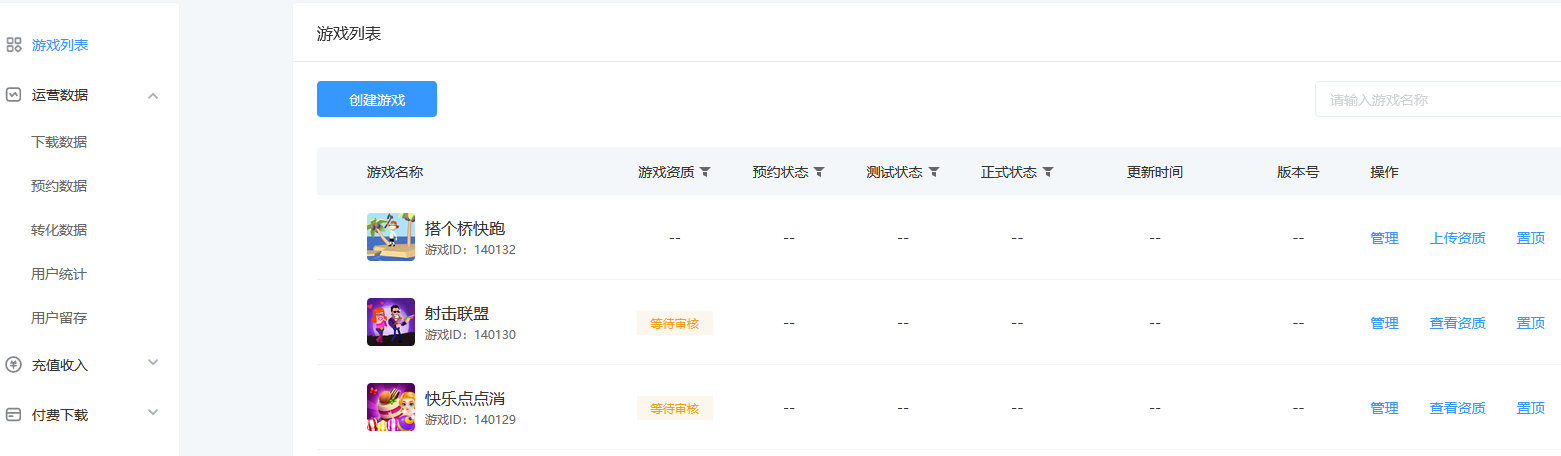 游戏列表
运营数据
下载数据
预约数据
转化数据
用户统计
用户留存
充值收入
付费下载
游戏列表
创建游戏
请输入游戏名称
游戏名称 游戏资质 预约状态 测试状态 正式状态 更新时间 版本号 操作
搭个桥快跑
游戏ID：140132
-- -- -- -- -- -- 管理 上传资质 置顶
射击联盟
游戏ID：140130
等待审核 -- -- -- -- -- 管理 查看资质 置顶
快乐点点消
游戏ID：140129
等待审核 -- -- -- -- -- 管理 查看资质 置顶